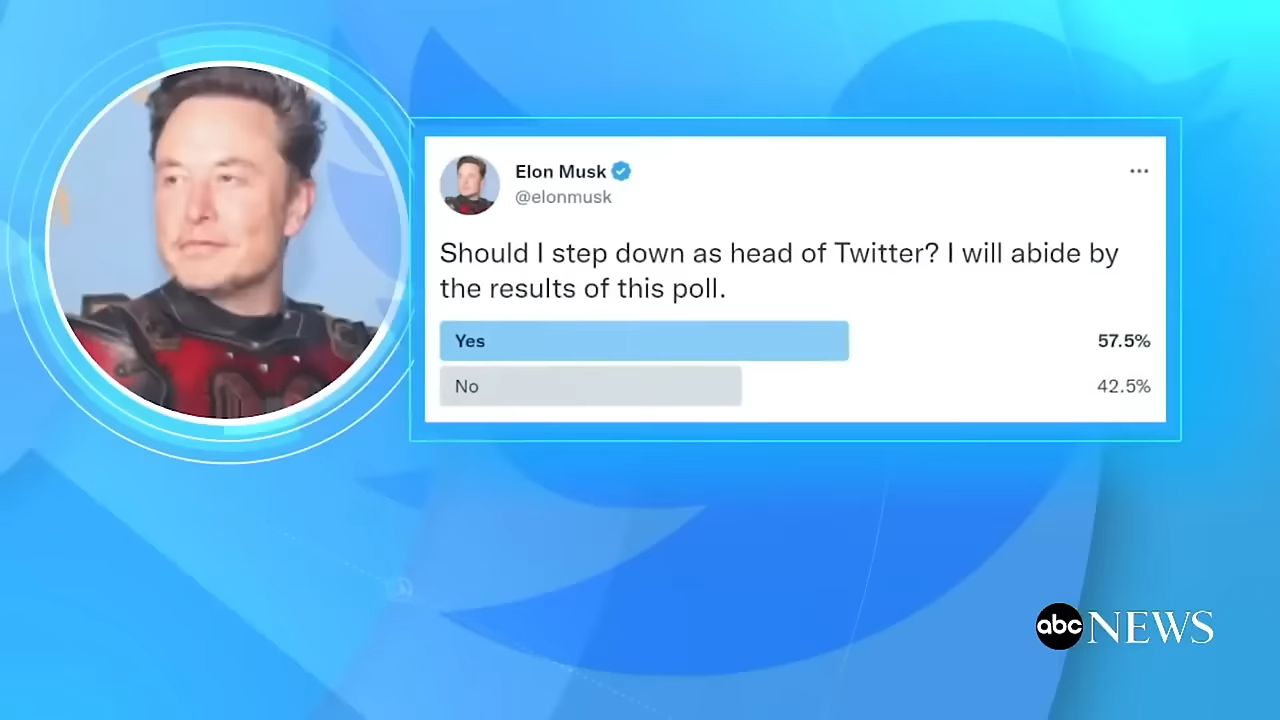 Elon Musk
@elonmusk
Should I step down as head of Twitter? I will abide by
the results of this poll.
Yes 57.5%
No 42.5%
abc NEWS